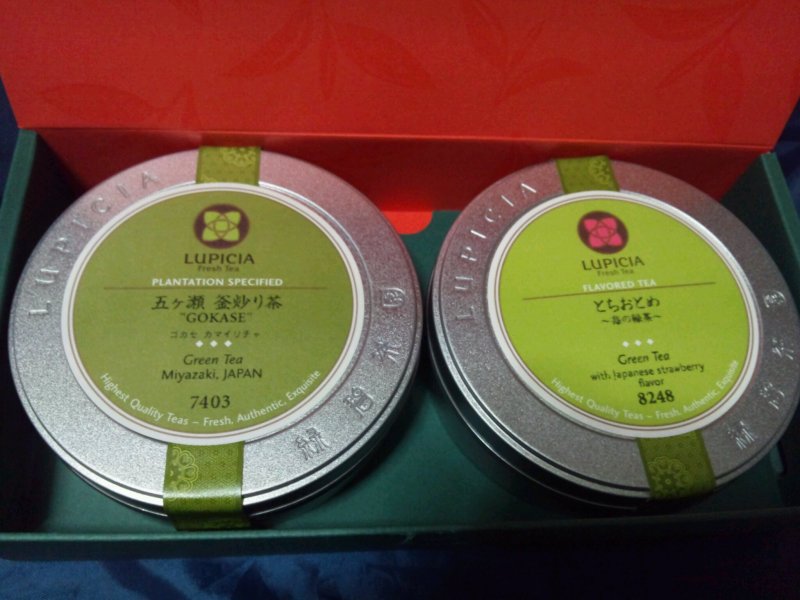 LUPICIA
LUPICIA
Fresh Tea
PLANTATION SPECIFIED
五ヶ瀬 釜炒り茶
"GOKASE"
ゴカセ カマイリチャ
Green Tea
Miyazaki, JAPAN
7403
Highest Quality Teas – Fresh, Authentic, Exquisite
LUPICIA
LUPICIA
Fresh Tea
FLAVORED TEA
とちおとめ
～苺の緑茶～
Green Tea
with Japanese strawberry
flavor
8248
Highest Quality Teas – Fresh, Authentic, Exquisite